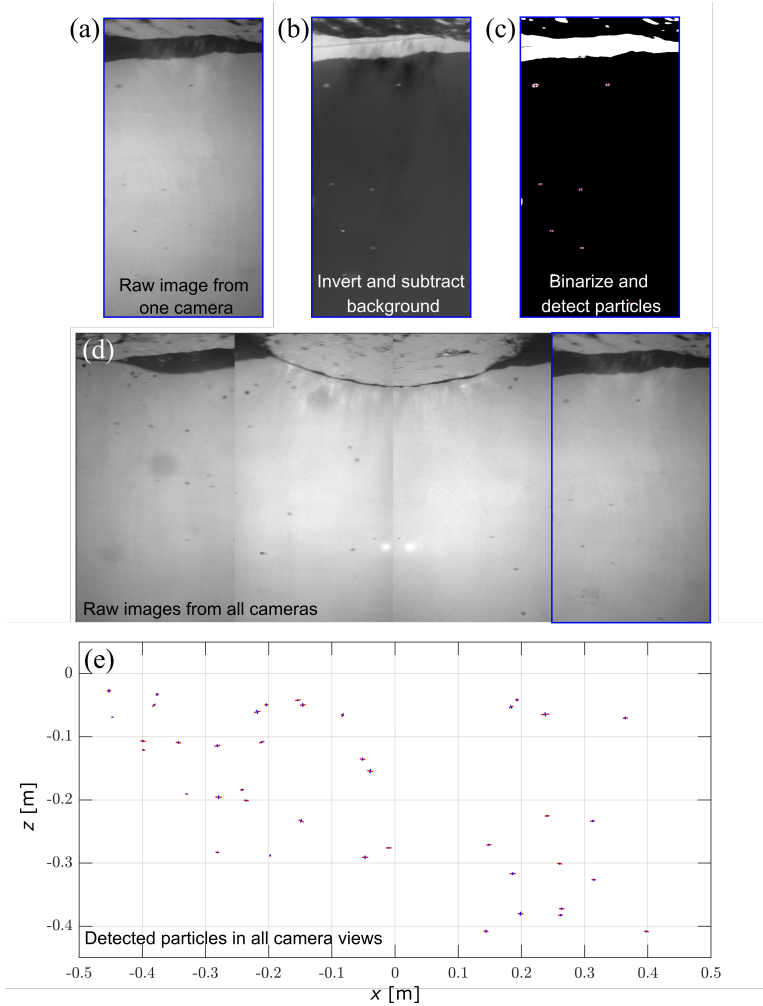 (a)
(b)
(c)
Raw image from
one camera
Invert and subtract
background
Binarize and
detect particles
(d)
Raw images from all cameras
(e)
0
-0.1
-0.2
-0.3
-0.4
z [m]
Detected particles in all camera views
-0.5 -0.4 -0.3 -0.2 -0.1 0 0.1 0.2 0.3 0.4 0.5
x [m]